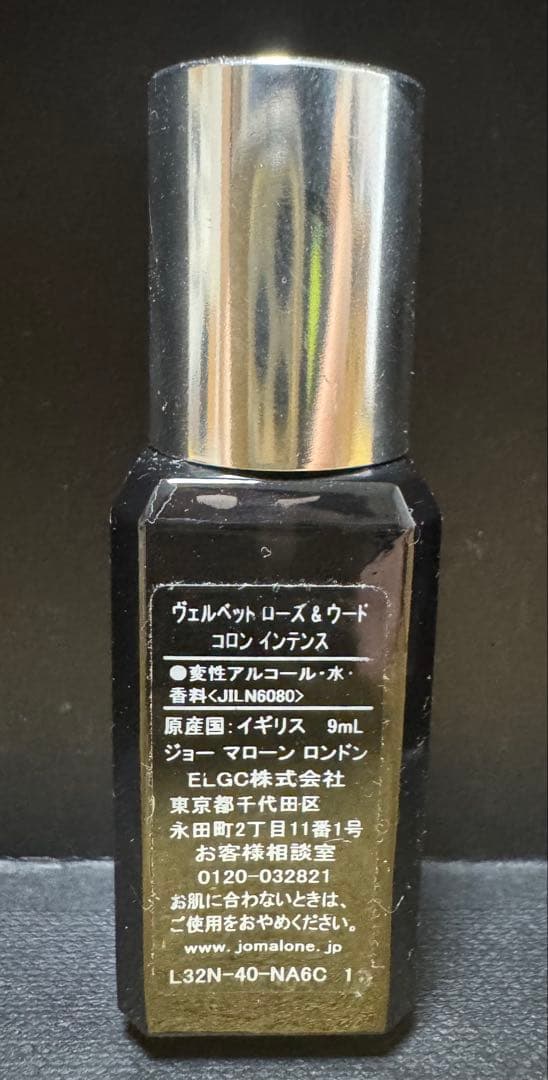 ヴェルベット ローズ & ウード
コロン インテンス
●変性アルコール・水・
香料<JILN6080>
原産国:イギリス 9mL
ジョー マローン ロンドン
ELGC株式会社
東京都千代田区
永田町2丁目11番1号
お客様相談室
0120-032821
お肌に合わないときは、
ご使用をおやめください。
www.jomalone.jp
L32N-40-NA6C 1